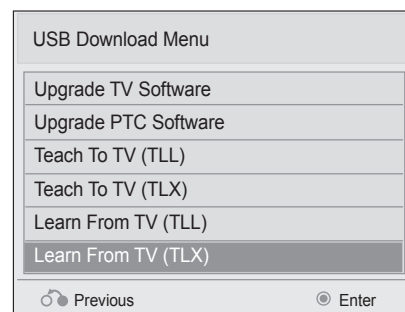 USB Download Menu
Upgrade TV Software
Upgrade PTC Software
Teach To TV (TLL)
Teach To TV (TLX)
Learn From TV (TLL)
Learn From TV (TLX)
Previous Enter